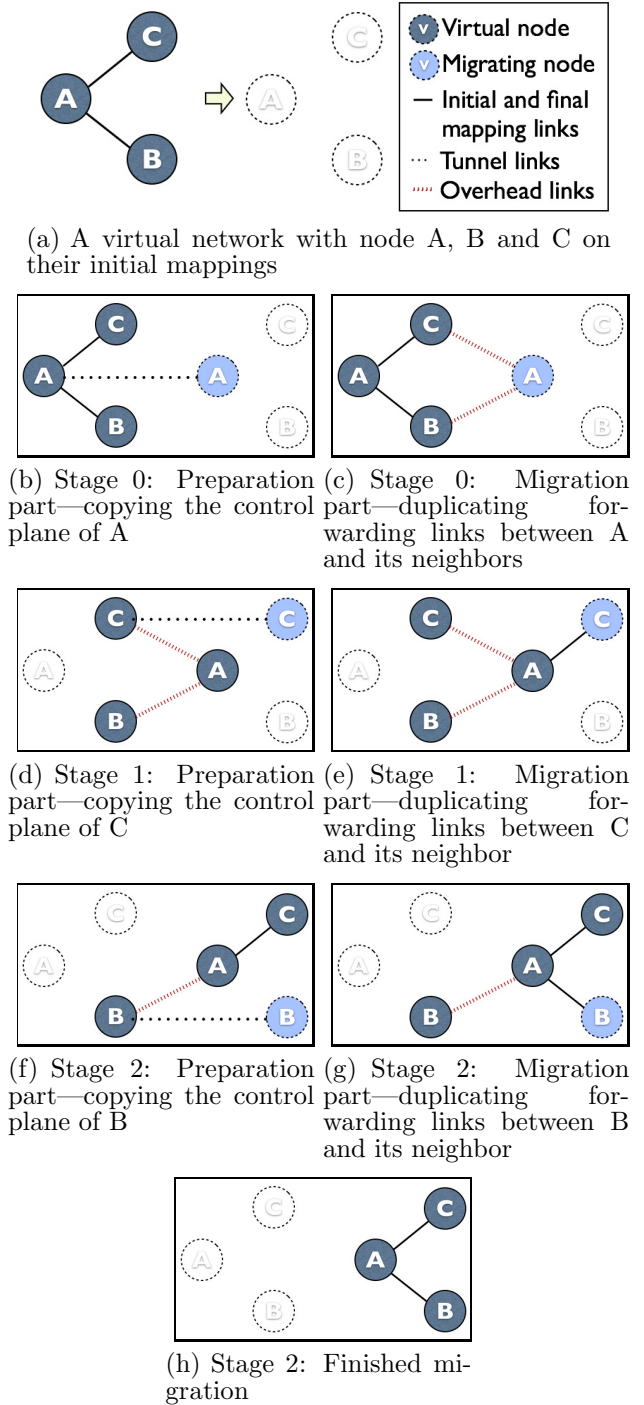 C
A
B
A
C
B
v Virtual node
v Migrating node
Initial and final
mapping links
Tunnel links
Overhead links
(a) A virtual network with node A, B and C on
their initial mappings
C
A
B
A
C
B
C
A
B
A
C
B
(b) Stage 0: Preparation
part—copying the control
plane of A
(c) Stage 0: Migration
part—duplicating for-
warding links between A
and its neighbors
A
C
B
A
C
B
A
C
B
A
C
B
(d) Stage 1: Preparation
part—copying the control
plane of C
(e) Stage 1: Migration
part—duplicating for-
warding links between C
and its neighbor
A
C
B
A
C
B
A
C
B
A
C
B
(f) Stage 2: Preparation
part—copying the control
plane of B
(g) Stage 2: Migration
part—duplicating for-
warding links between B
and its neighbor
A
C
B
A
C
B
(h) Stage 2: Finished mi-
gration